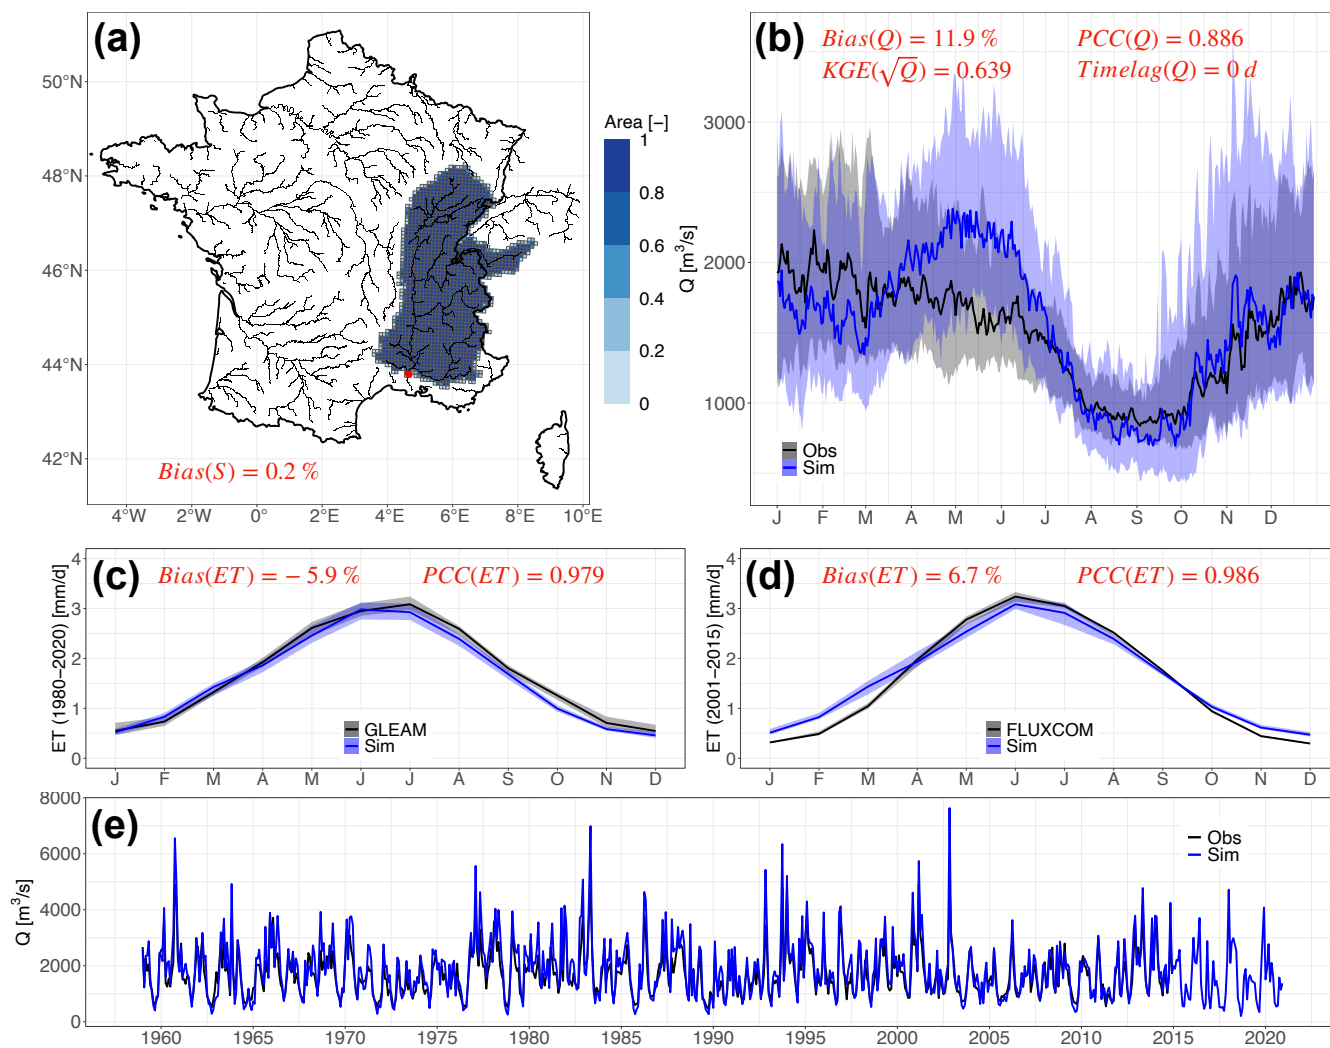 (a)
50°N
48°N
46°N
44°N
42°N
4°W
2°W
0°
2°E
4°E
6°E
8°E
10°E
Bias(S) = 0.2 %
Area [–]
1
0.8
0.6
0.4
0.2
0
(b)
Bias(Q) = 11.9 % PCC(Q) = 0.886
KGE(√Q) = 0.639 Timelag(Q) = 0 d
Q [m³/s]
3000
2000
1000
Obs
Sim
J F M A M J J A S O N D
(c)
Bias(ET) = − 5.9 % PCC(ET) = 0.979
ET (1980–2020) [mm/d]
4
3
2
1
0
GLEAM
Sim
J F M A M J J A S O N D
(d)
Bias(ET) = 6.7 % PCC(ET) = 0.986
ET (2001–2015) [mm/d]
4
3
2
1
0
FLUXCOM
Sim
J F M A M J J A S O N D
(e)
Q [m³/s]
8000
6000
4000
2000
0
Obs
Sim
1960 1965 1970 1975 1980 1985 1990 1995 2000 2005 2010 2015 2020